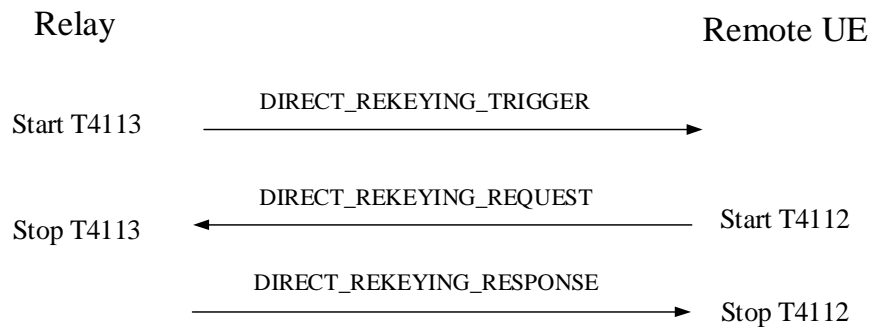 Relay
Remote UE
DIRECT_REKEYING_TRIGGER
Start T4113
DIRECT_REKEYING_REQUEST
Stop T4113
Start T4112
DIRECT_REKEYING_RESPONSE
Stop T4112